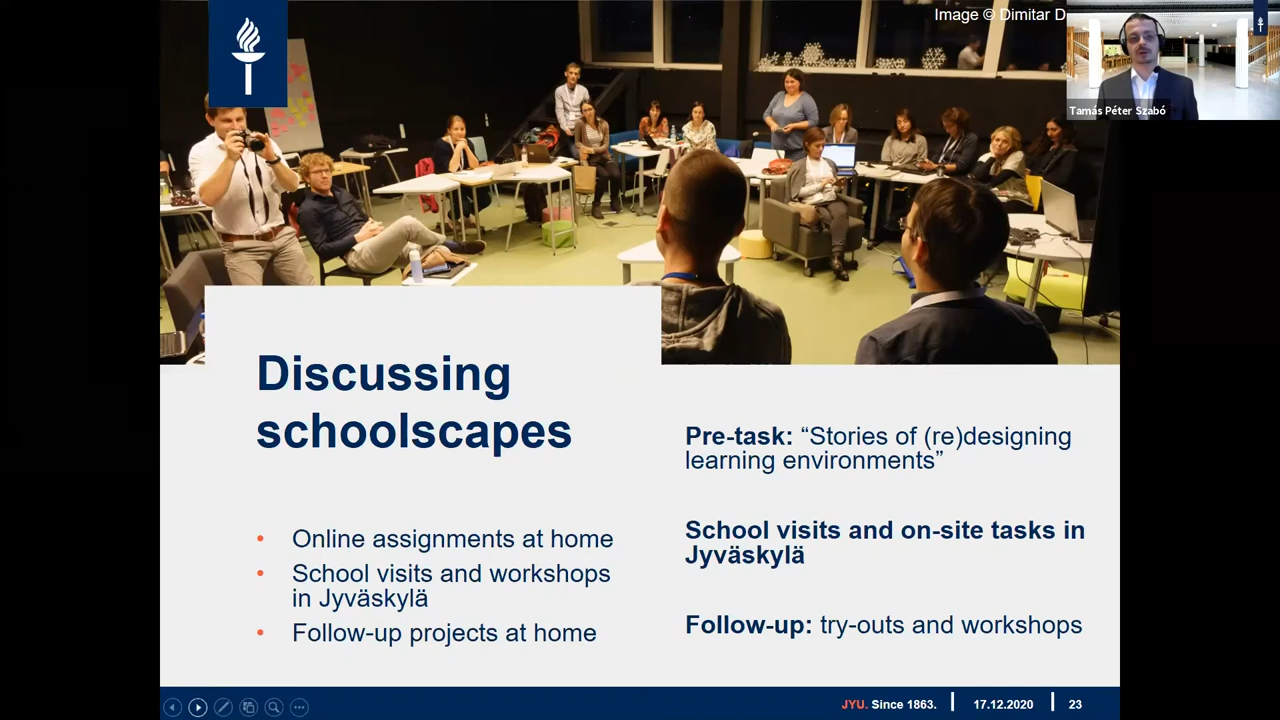 Image © Dimitar D
Tamás Péter Szabó
Discussing
schoolscapes
• Online assignments at home
• School visits and workshops
in Jyväskylä
• Follow-up projects at home
Pre-task: “Stories of (re)designing
learning environments”
School visits and on-site tasks in
Jyväskylä
Follow-up: try-outs and workshops
JYU. Since 1863.
17.12.2020
23